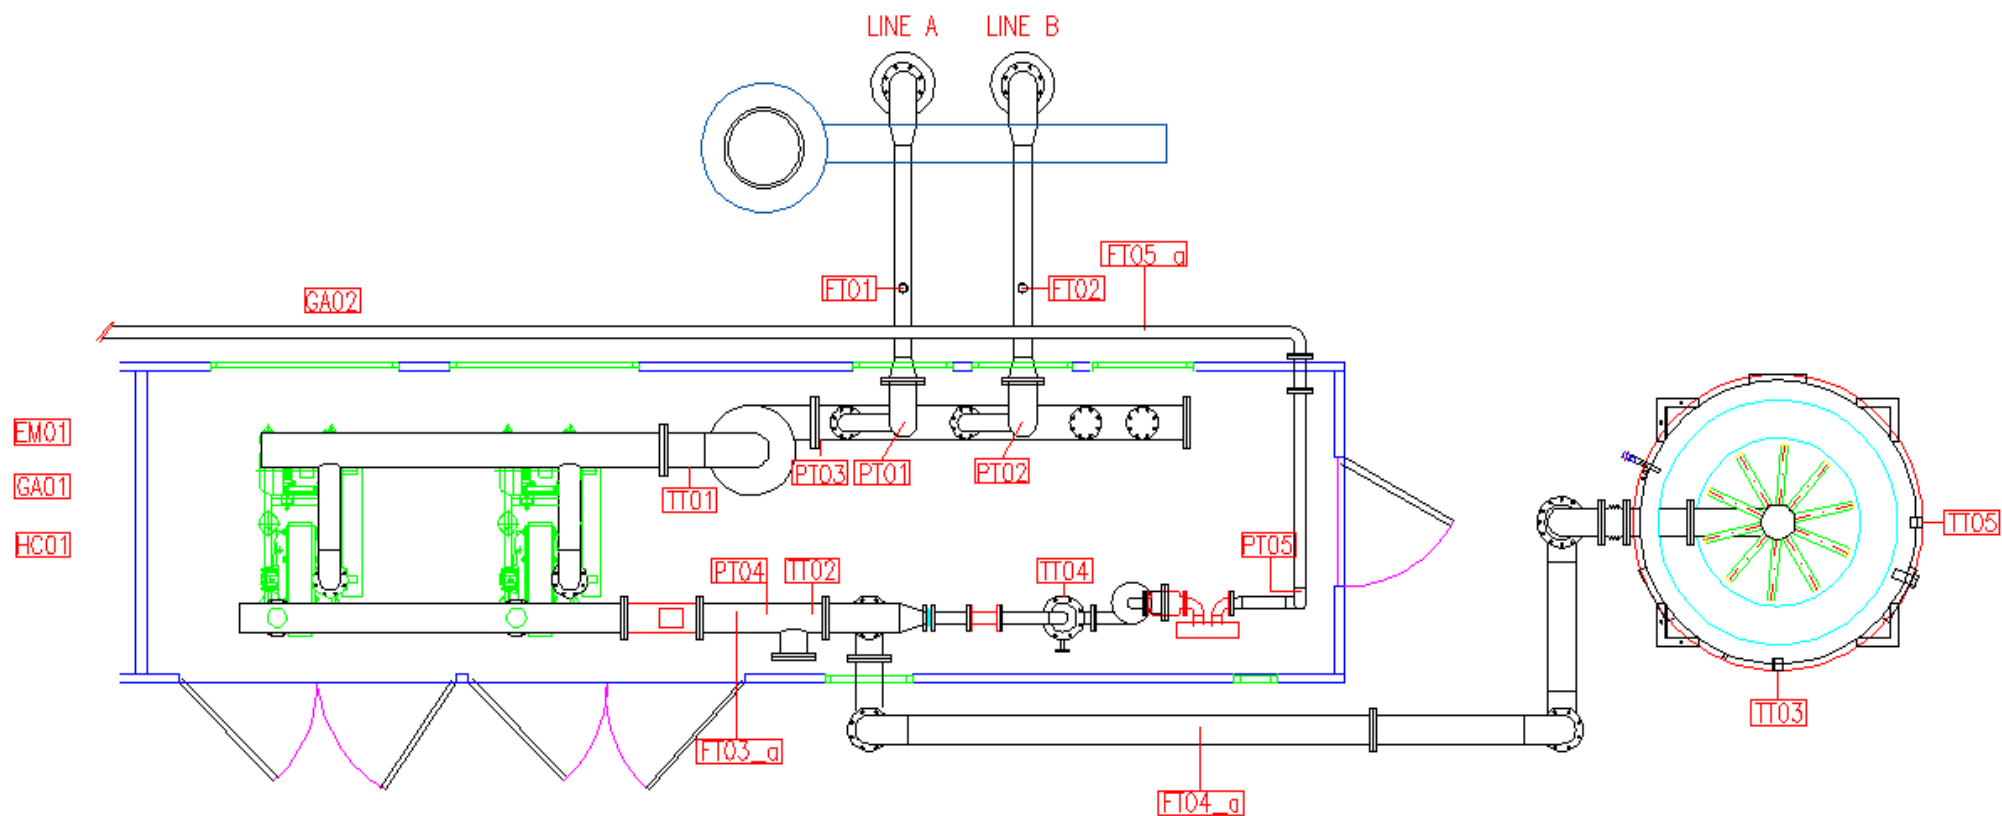 LINE A
LINE B
FT05_a
GA02
FT01
FT02
EM01
GA01
HC01
TT01
PT03
PT01
PT02
PT04
TT02
TT04
PT05
TT05
FT03_a
TT03
FT04_a